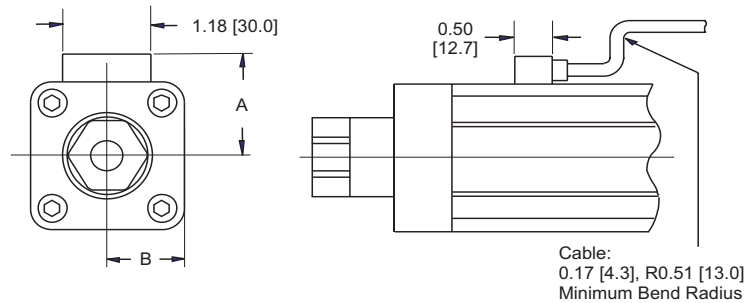 1.18 [30.0]
A
B
0.50
[12.7]
Cable:
0.17 [4.3], R0.51 [13.0]
Minimum Bend Radius